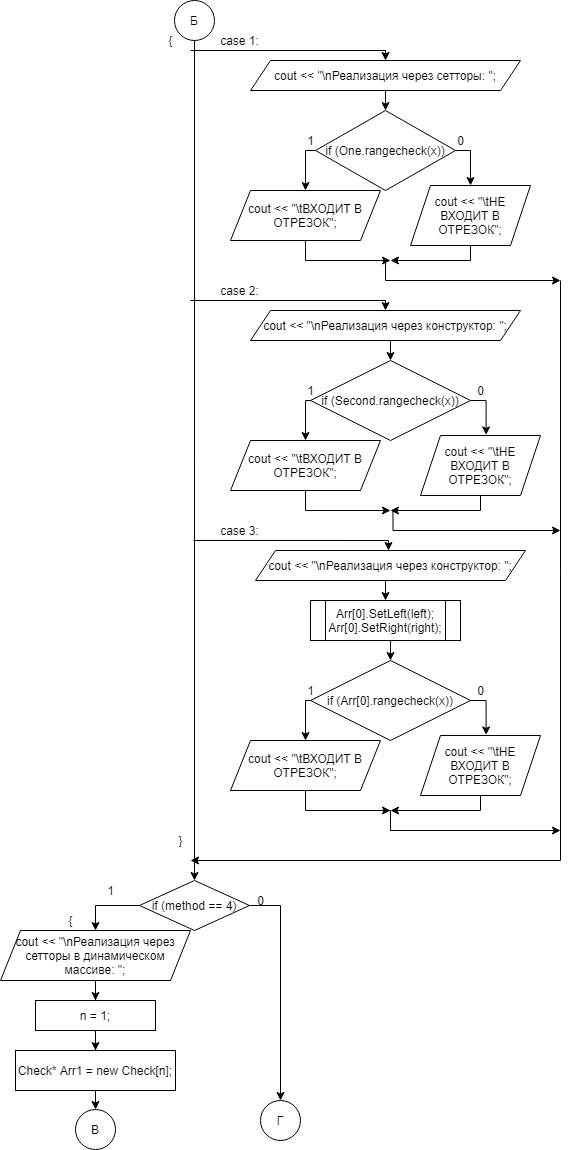 Б
{
case 1:
cout << "\nРеализация через сетторы: ";
if (One.rangecheck(x))
1
0
cout << "\tВХОДИТ В
ОТРЕЗОК";
cout << "\tНЕ
ВХОДИТ В
ОТРЕЗОК";
case 2:
cout << "\nРеализация через конструктор: ";
if (Second.rangecheck(x))
1
0
cout << "\tВХОДИТ В
ОТРЕЗОК";
cout << "\tНЕ
ВХОДИТ В
ОТРЕЗОК";
case 3:
cout << "\nРеализация через конструктор: ";
Arr[0].SetLeft(left);
Arr[0].SetRight(right);
if (Arr[0].rangecheck(x))
1
0
cout << "\tВХОДИТ В
ОТРЕЗОК";
cout << "\tНЕ
ВХОДИТ В
ОТРЕЗОК";
}
if (method == 4)
1
0
{
cout << "\nРеализация через
сетторы в динамическом
массиве: ";
n = 1;
Check* Arr1 = new Check[n];
В
Г